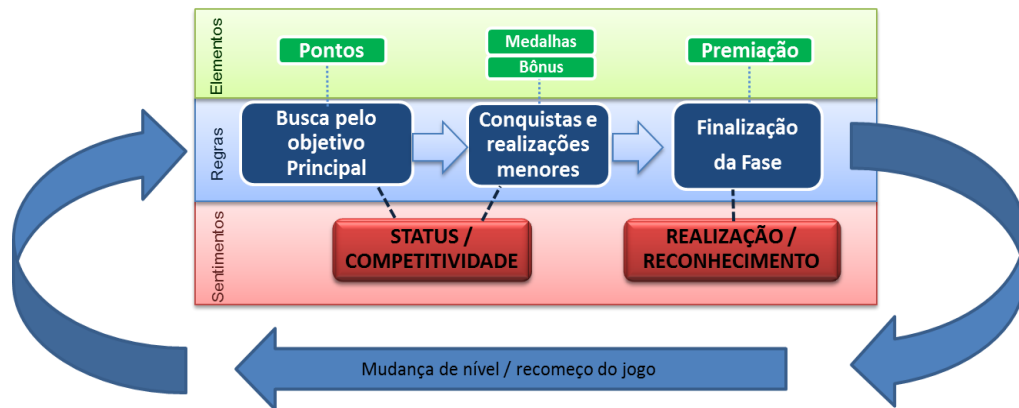 Elementos
Pontos
Medalhas
Bônus
Premiação
Regras
Busca pelo
objetivo
Principal
Conquistas e
realizações
menores
Finalização
da Fase
Sentimentos
STATUS /
COMPETITIVIDADE
REALIZAÇÃO /
RECONHECIMENTO
Mudança de nível / recomeço do jogo